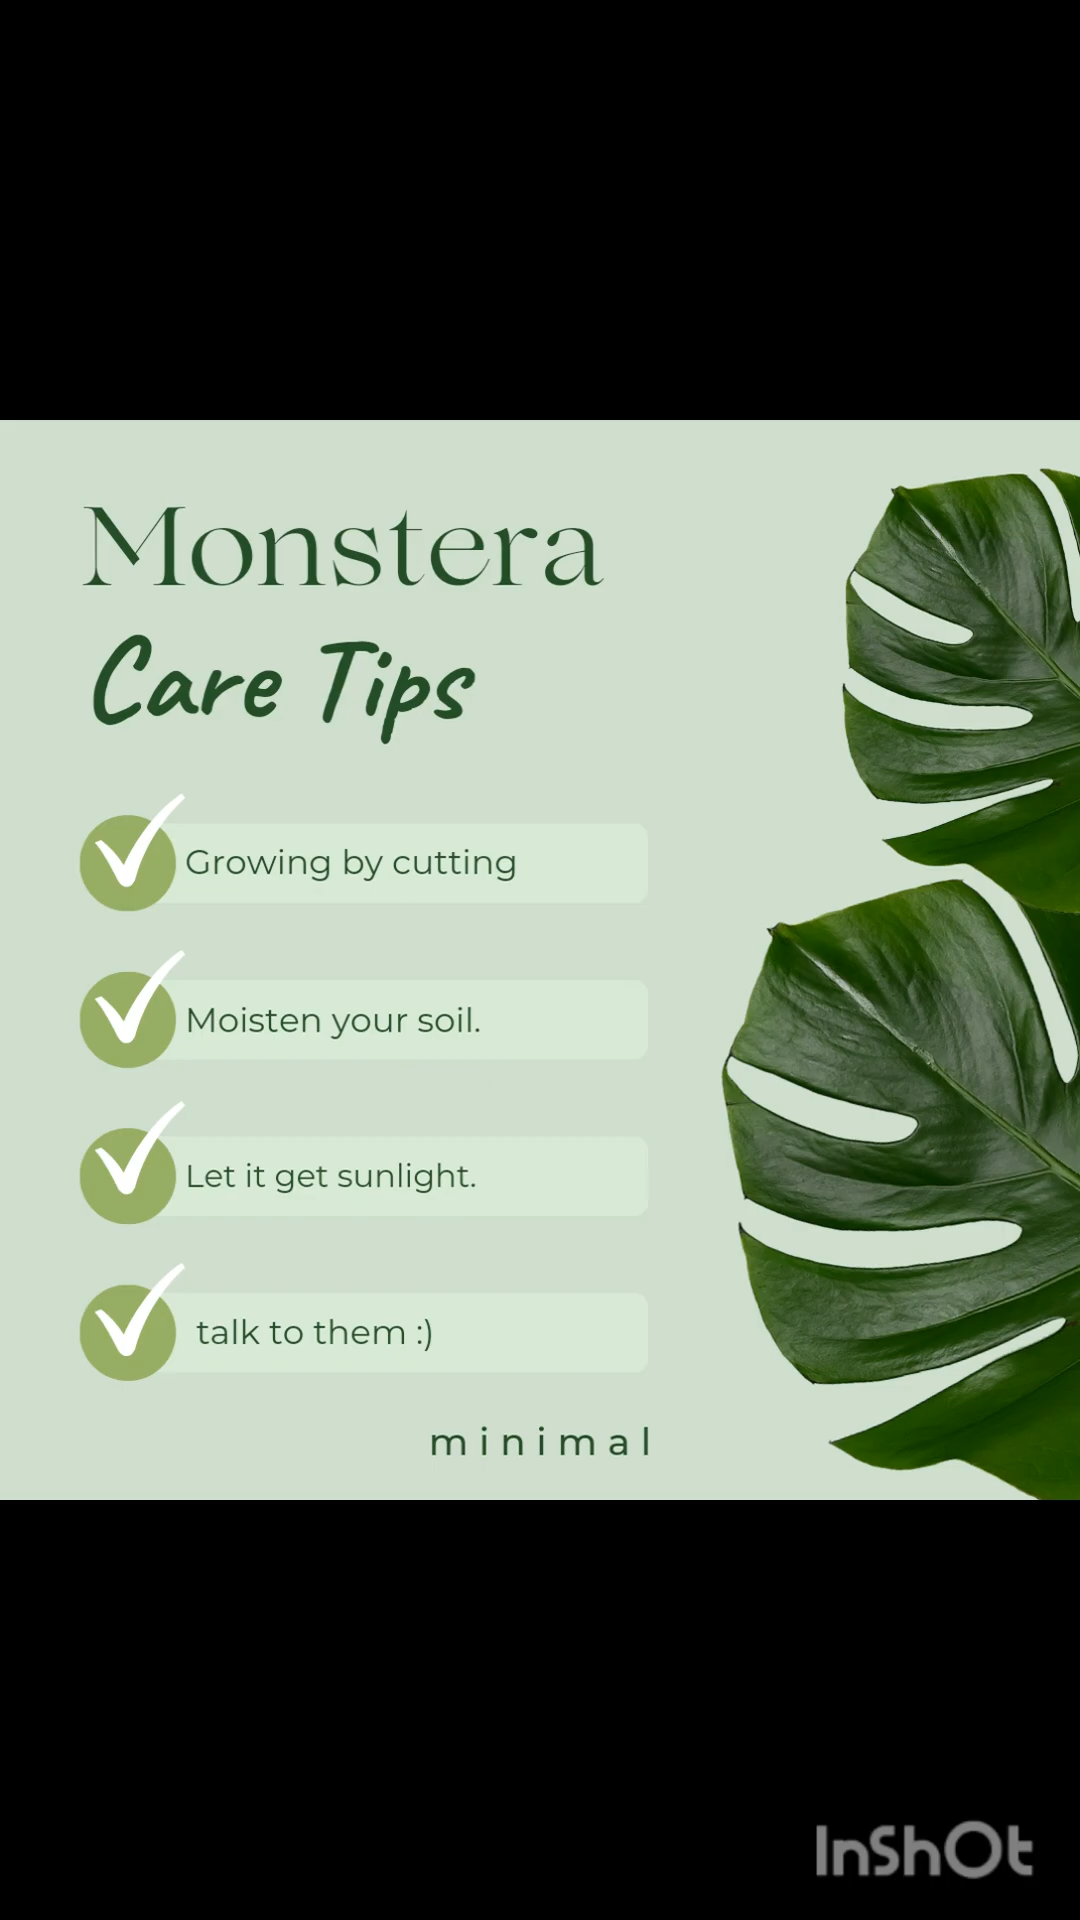 Monstera
Care Tips
Growing by cutting
Moisten your soil.
Let it get sunlight.
talk to them :)
minimal
InShOt